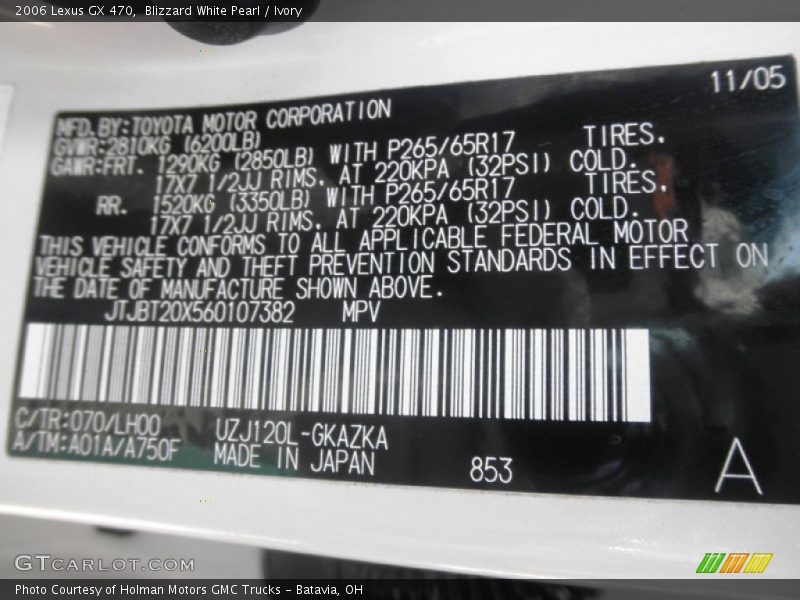 2006 Lexus GX 470, Blizzard White Pearl / Ivory
11/05
MFD.BY:TOYOTA MOTOR CORPORATION
GVWR:2810KG (6200LB)
GAWR:FRT. 1290KG (2850LB) WITH P265/65R17 TIRES.
17X7 1/2JJ RIMS, AT 220KPA (32PSI) COLD.
RR. 1520KG (3350LB) WITH P265/65R17 TIRES,
17X7 1/2JJ RIMS, AT 220KPA (32PSI) COLD.
THIS VEHICLE CONFORMS TO ALL APPLICABLE FEDERAL MOTOR
VEHICLE SAFETY AND THEFT PREVENTION STANDARDS IN EFFECT ON
THE DATE OF MANUFACTURE SHOWN ABOVE.
JTJBT20X560107382 MPV
C/TR:070/LH00 UZJ120L-GKAZKA
A/TM:A01A/A750F MADE IN JAPAN 853 A
GTCARLOT.COM
Photo Courtesy of Holman Motors GMC Trucks - Batavia, OH